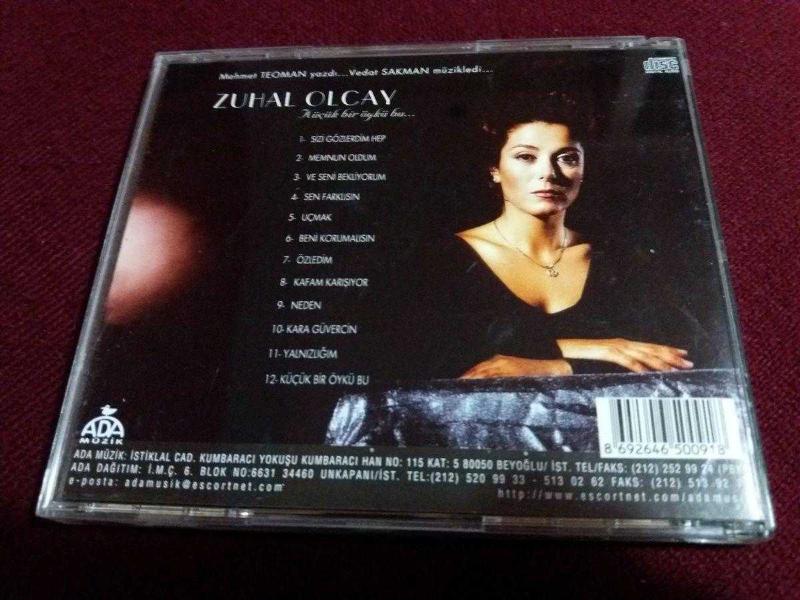 Mehmet TEOMAN yazdı...Vedat SAKMAN müzikledi...
disc
DIGITAL AUDIO
ZUHAL OLCAY
Küçük bir öykü bu...
1- SİZİ GÖZLERDİM HEP
2- MEMNUN OLDUM
3- VE SENİ BEKLİYORUM
4- SEN FARKLISIN
5- UÇMAK
6- BENİ KORUMALISIN
7- ÖZLEDİM
8- KAFAM KARIŞIYOR
9- NEDEN
10- KARA GÜVERCİN
11- YALNIZLIĞIM
12- KÜÇÜK BİR ÖYKÜ BU
ADA
MÜZİK
8 692646 500918
ADA MÜZİK: İSTİKLAL CAD. KUMBARACI YOKUŞU KUMBARACI HAN NO: 115 KAT: 5 80050 BEYOĞLU/ İST. TEL/FAKS: (212) 252 99 24
ADA DAĞITIM: İ.M.Ç. 6. BLOK NO:6631 34460 UNKAPANI/İST. TEL:(212) 520 99 33 - 513 02 62 FAKS: (212) 513 92
e-posta: adamusik@escortnet.com
http://www.escortnet.com/adamus